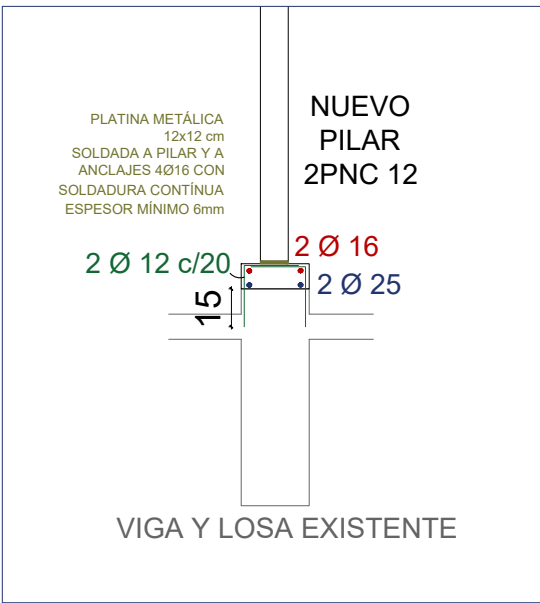 NUEVO
PILAR
2PNC 12
PLATINA METÁLICA
12x12 cm
SOLDADA A PILAR Y A
ANCLAJES 4Ø16 CON
SOLDADURA CONTÍNUA
ESPESOR MÍNIMO 6mm
2 Ø 16
2 Ø 12 c/20
2 Ø 25
15
VIGA Y LOSA EXISTENTE